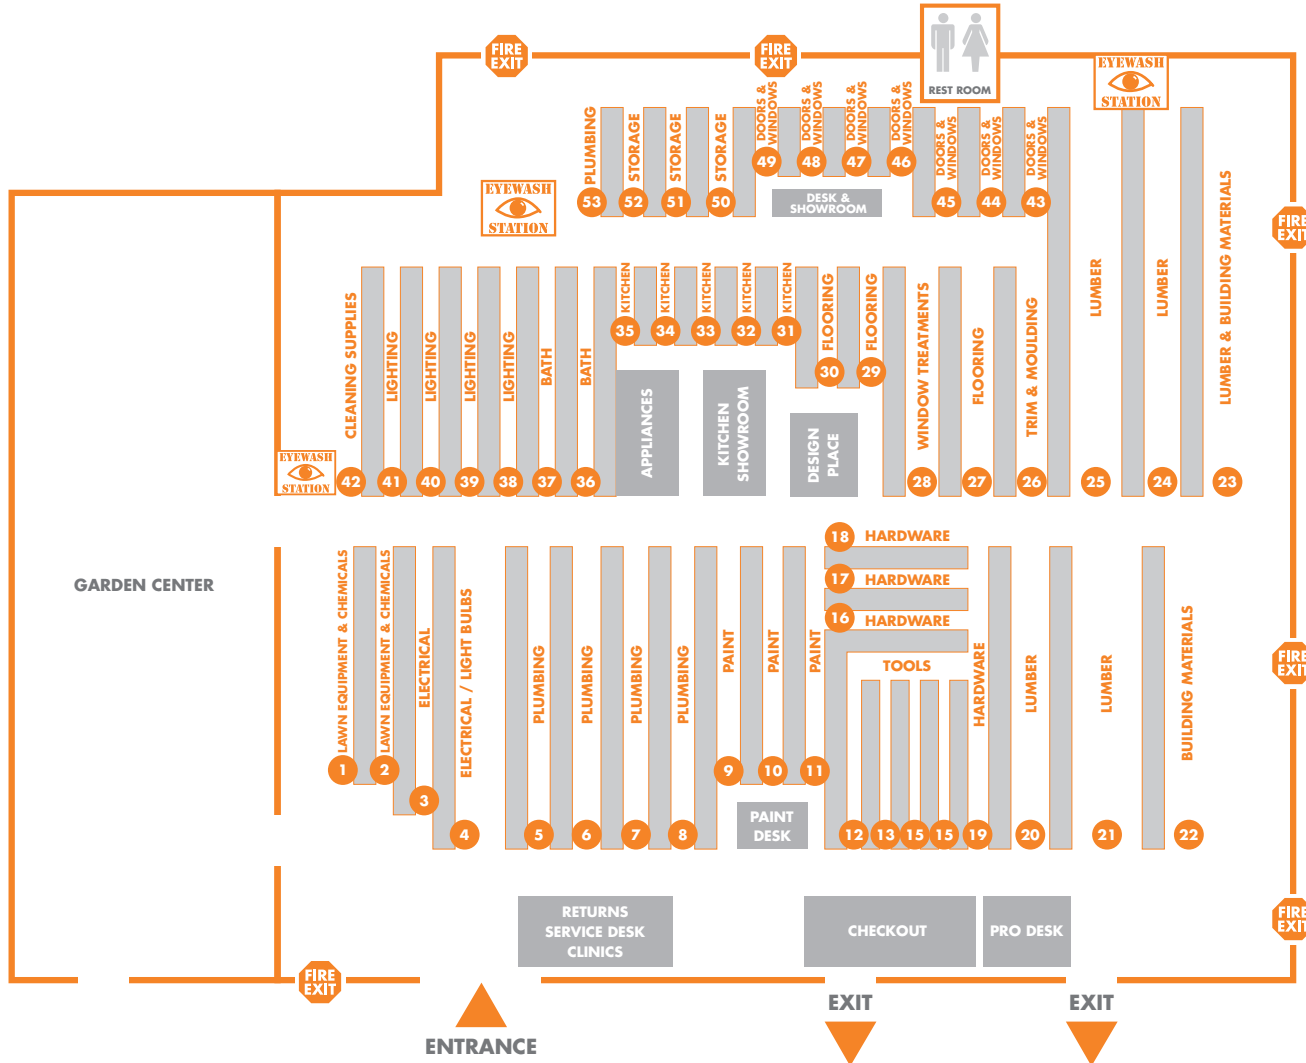 FIRE
EXIT
FIRE
EXIT
REST ROOM
EYEWASH
STATION
PLUMBING
53
STORAGE
52
STORAGE
51
STORAGE
50
DOORS &
WINDOWS
49
DOORS &
WINDOWS
48
DOORS &
WINDOWS
47
DOORS &
WINDOWS
46
DOORS &
WINDOWS
45
DOORS &
WINDOWS
44
DOORS &
WINDOWS
43
DESK &
SHOWROOM
EYEWASH
STATION
FIRE
EXIT
CLEANING SUPPLIES
42
LIGHTING
41
LIGHTING
40
LIGHTING
39
LIGHTING
38
BATH
37
BATH
36
KITCHEN
35
KITCHEN
34
KITCHEN
33
KITCHEN
32
KITCHEN
31
FLOORING
30
FLOORING
29
WINDOW TREATMENTS
28
FLOORING
27
TRIM & MOULDING
26
LUMBER
25
LUMBER
24
LUMBER & BUILDING MATERIALS
23
APPLIANCES
KITCHEN
SHOWROOM
DESIGN
PLACE
EYEWASH
STATION
GARDEN CENTER
LAWN EQUIPMENT & CHEMICALS
1
LAWN EQUIPMENT & CHEMICALS
2
ELECTRICAL
3
ELECTRICAL / LIGHT BULBS
4
PLUMBING
5
PLUMBING
6
PLUMBING
7
PLUMBING
8
PAINT
9
PAINT
10
PAINT
11
PAINT
DESK
18 HARDWARE
17 HARDWARE
16 HARDWARE
TOOLS
12
13
15
15
HARDWARE
19
LUMBER
20
LUMBER
21
BUILDING MATERIALS
22
FIRE
EXIT
RETURNS
SERVICE DESK
CLINICS
CHECKOUT
PRO DESK
FIRE
EXIT
FIRE
EXIT
ENTRANCE
EXIT
EXIT